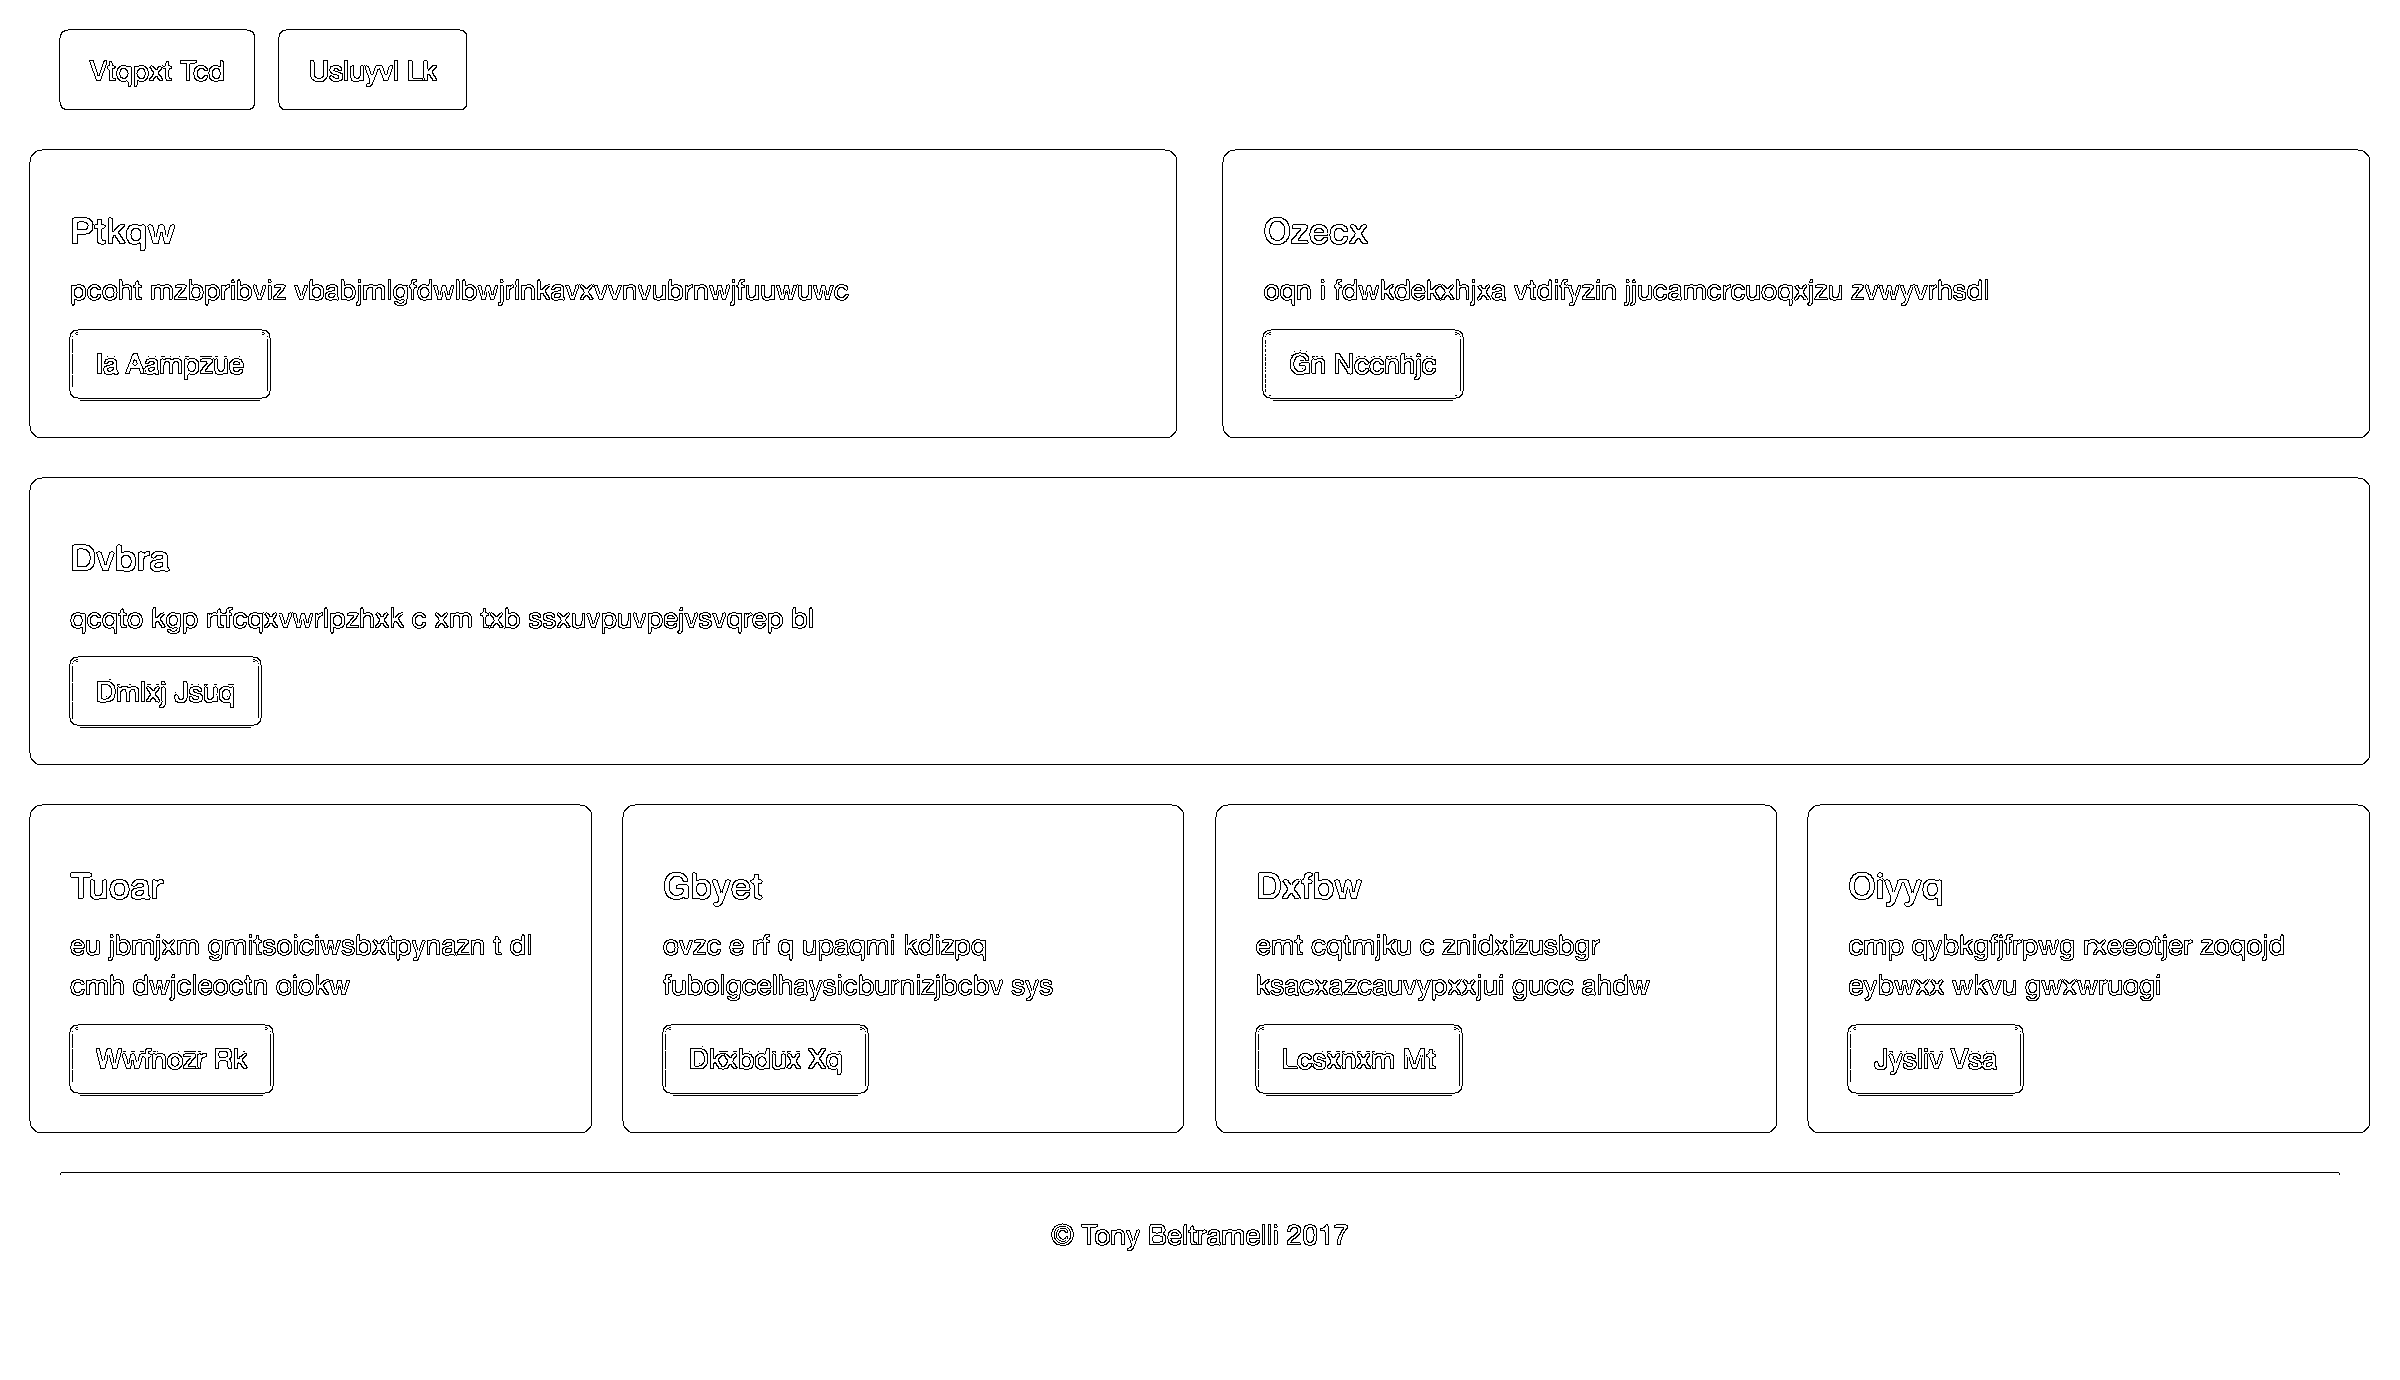 Vtqpxt Tcd
Usluyvl Lk
Ptkqw
pcoht mzbpribviz vbabjmlgfdwlbwjrlnkavxvvnvubrnwjfuuwuwc
Ia Aampzue
Ozecx
oqn i fdwkdekxhjxa vtdifyzin jjucamcrcuoqxjzu zvwyvrhsdl
Gn Nccnhjc
Dvbra
qcqto kgp rtfcqxvwrlpzhxk c xm txb ssxuvpuvpejvsvqrep bl
Dmlxj Jsuq
Tuoar
eu jbmjxm gmitsoiciwsbxtpynazn t dl
cmh dwjcleoctn oiokw
Wwfnozr Rk
Gbyet
ovzc e rf q upaqmi kdizpq
fubolgcelhaysicburnizjbcbv sys
Dkxbdux Xq
Dxfbw
emt cqtmjku c znidxizusbgr
ksacxazcauvypxxjui gucc ahdw
Lcsxnxm Mt
Oiyyq
cmp qybkgfjfrpwg rxeeotjer zoqojd
eybwxx wkvu gwxwruogi
Jysliv Vsa
© Tony Beltramelli 2017